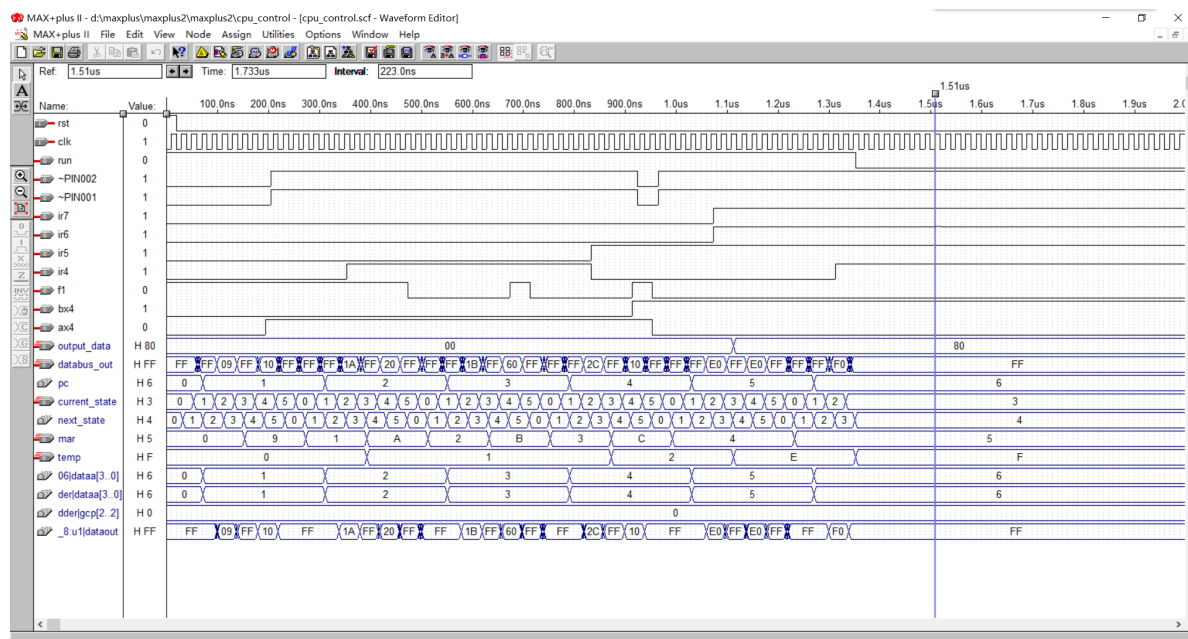 MAX+plus II - d:\maxplus\maxplus2\maxplus2\cpu_control - [cpu_control.scf - Waveform Editor]
MAX+plus II File Edit View Node Assign Utilities Options Window Help
Ref: 1.51us Time: 1.733us Interval: 223.0ns
1.51us
Name: Value: 100.0ns 200.0ns 300.0ns 400.0ns 500.0ns 600.0ns 700.0ns 800.0ns 900.0ns 1.0us 1.1us 1.2us 1.3us 1.4us 1.5us 1.6us 1.7us 1.8us 1.9us 2.0
rst 0
clk 1
run 0
~PIN002 1
~PIN001 1
ir7 1
ir6 1
ir5 1
ir4 1
f1 0
bx4 1
ax4 0
output_data H 80 00 80
databus_out H FF FF FF 09 FF 10 FF FF FF 1A FF 20 FF FF FF 1B FF 60 FF FF FF 2C FF 10 FF FF FF E0 FF E0 FF FF FF F0 FF
pc H 6 0 1 2 3 4 5 6
current_state H 3 0 1 2 3 4 5 0 1 2 3 4 5 0 1 2 3 4 5 0 1 2 3 4 5 0 1 2 3 4 5 0 1 2 3
next_state H 4 0 1 2 3 4 5 0 1 2 3 4 5 0 1 2 3 4 5 0 1 2 3 4 5 0 1 2 3 4 5 0 1 2 3 4
mar H 5 0 9 1 A 2 B 3 C 4 5
temp H F 0 1 2 E F
06|dataa[3..0] H 6 0 1 2 3 4 5 6
der|dataa[3..0] H 6 0 1 2 3 4 5 6
dder|gcp[2..2] H 0 0
_8:u1|dataout H FF FF 09 FF 10 FF 1A FF 20 FF FF 1B FF 60 FF FF 2C FF 10 FF E0 FF E0 FF FF F0 FF